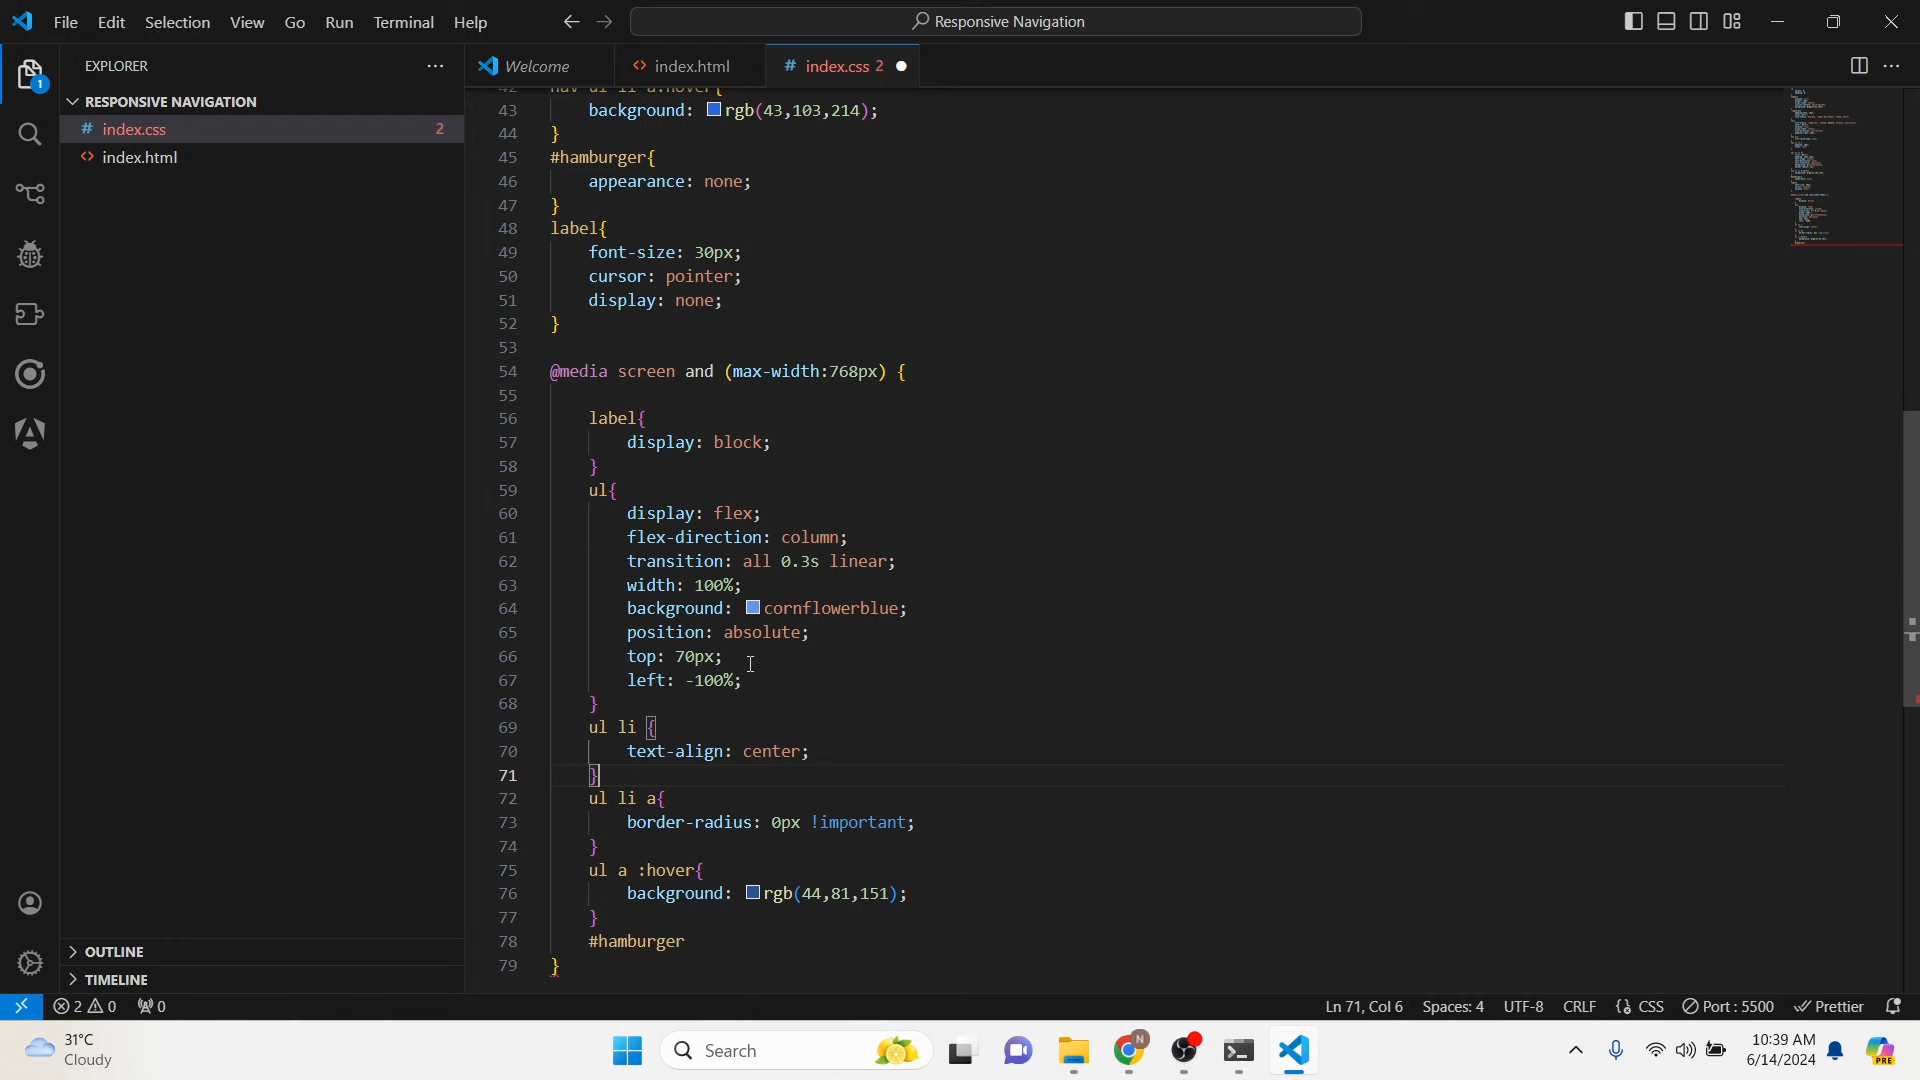 File Edit Selection View Go Run Terminal Help
Responsive Navigation
EXPLORER
Welcome
index.html
index.css 2
1
RESPONSIVE NAVIGATION
index.css 2
index.html
43 background: rgb(43,103,214);
44 }
45 #hamburger{
46 appearance: none;
47 }
48 label{
49 font-size: 30px;
50 cursor: pointer;
51 display: none;
52 }
53
54 @media screen and (max-width:768px) {
55
56 label{
57 display: block;
58 }
59 ul{
60 display: flex;
61 flex-direction: column;
62 transition: all 0.3s linear;
63 width: 100%;
64 background: cornflowerblue;
65 position: absolute;
66 top: 70px;
67 left: -100%;
68 }
69 ul li {
70 text-align: center;
71 }
72 ul li a{
73 border-radius: 0px !important;
74 }
75 ul a :hover{
76 background: rgb(44,81,151);
77 }
78 #hamburger
79 }
OUTLINE
TIMELINE
2 0 0
Ln 71, Col 6 Spaces: 4 UTF-8 CRLF {} CSS Port : 5500 Prettier
31°C
Cloudy
Search
N
10:39 AM
6/14/2024
PRE